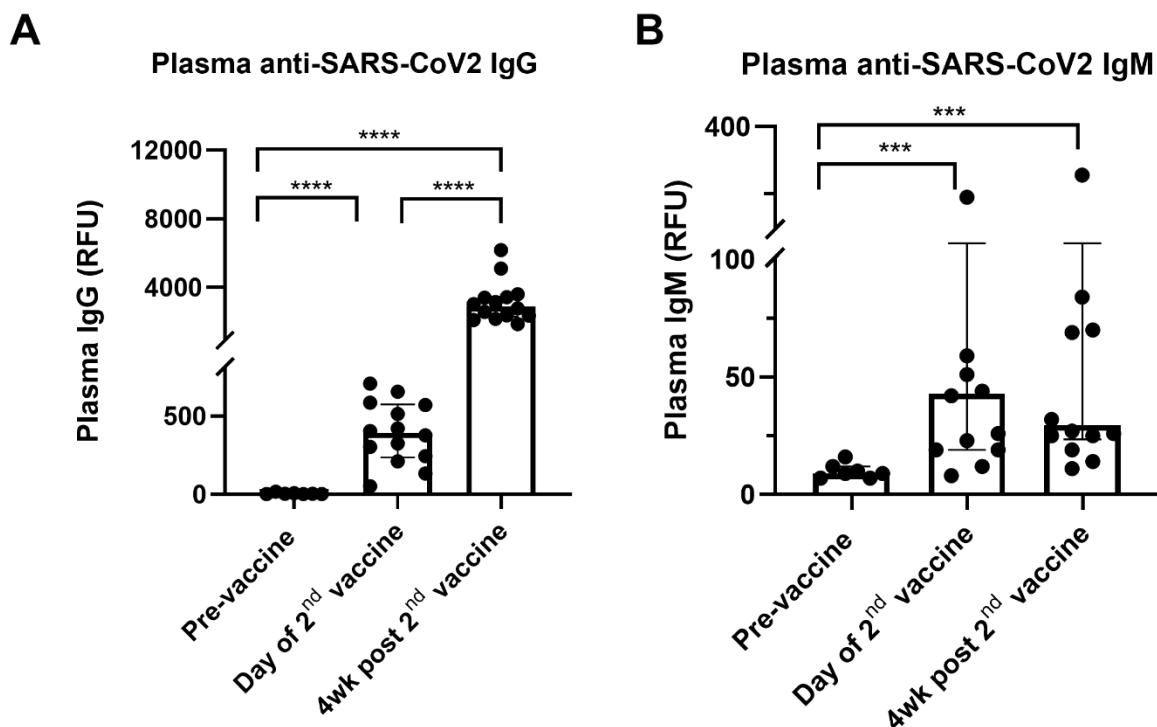 A
Plasma anti-SARS-CoV2 IgG
Plasma IgG (RFU)
12000
8000
4000
500
0
****
****
****
Pre-vaccine
Day of 2nd vaccine
4wk post 2nd vaccine
B
Plasma anti-SARS-CoV2 IgM
Plasma IgM (RFU)
400
100
50
0
***
***
Pre-vaccine
Day of 2nd vaccine
4wk post 2nd vaccine